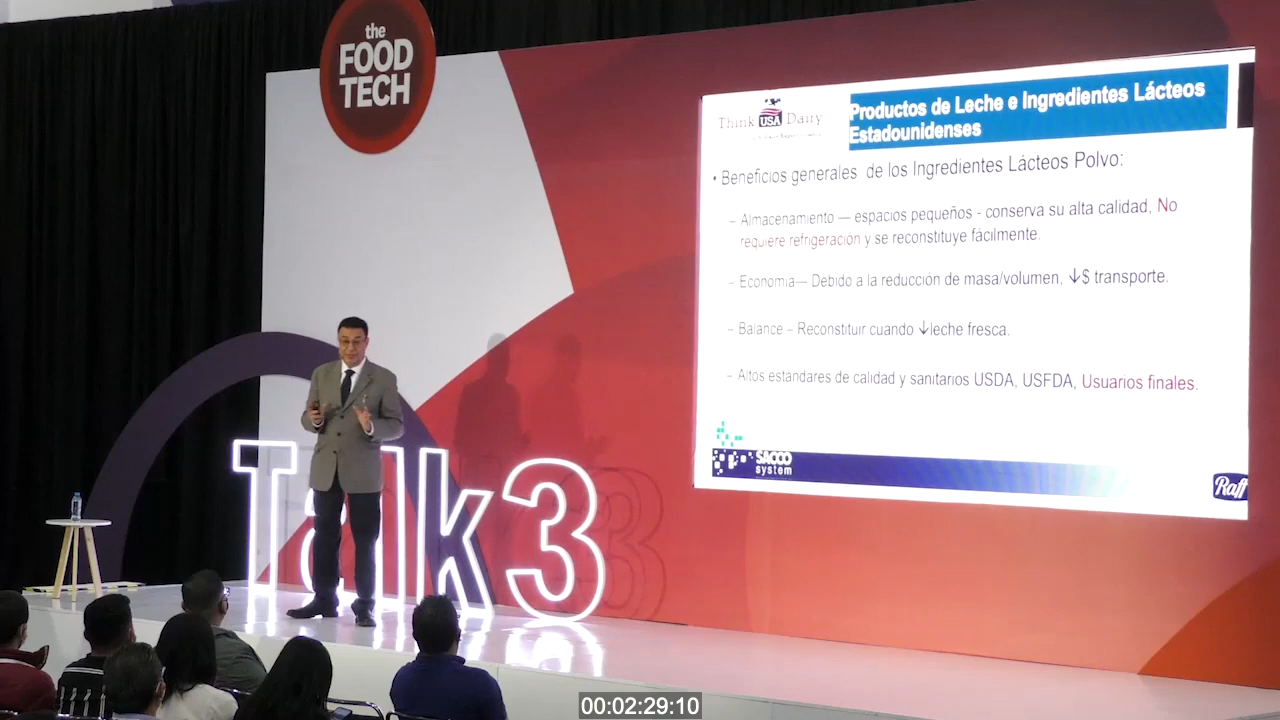 the
FOOD
TECH
Think USA Dairy
Productos de Leche e Ingredientes Lácteos
Estadounidenses
• Beneficios generales de los Ingredientes Lácteos Polvo:
– Almacenamiento — espacios pequeños - conserva su alta calidad, No
requiere refrigeracion y se reconstituye fácilmente.
– Economia— Debido a la reducción de masa/volumen, ↓$ transporte.
– Balance – Reconstituir cuando ↓leche fresca.
– Altos estándares de calidad y sanitarios USDA, USFDA, Usuarios finales.
SACCO
system
Raff
Talk3
00:02:29:10